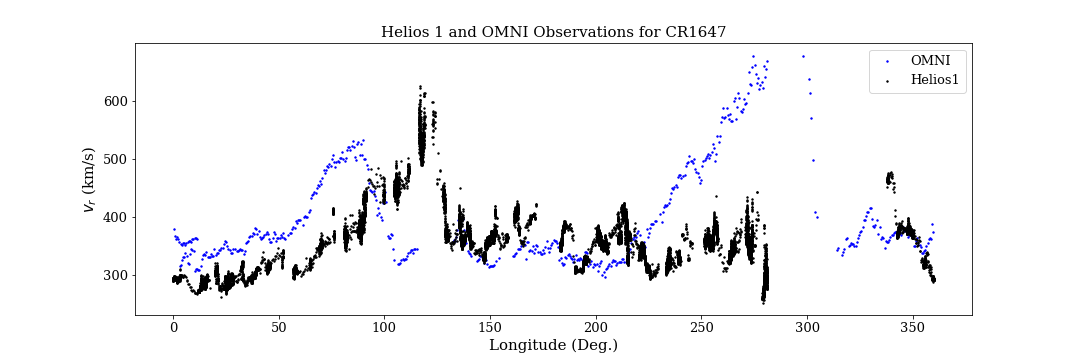 Helios 1 and OMNI Observations for CR1647
OMNI
Helios1
600
500
400
300
v_r (km/s)
0 50 100 150 200 250 300 350
Longitude (Deg.)